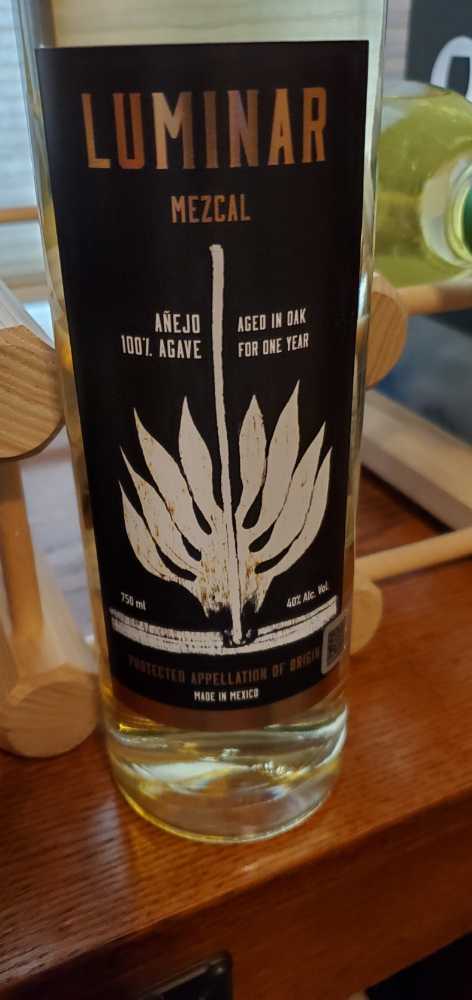 LUMINAR
MEZCAL
AÑEJO
100% AGAVE
AGED IN OAK
FOR ONE YEAR
750 ml
40% Alc. Vol.
PROTECTED APPELLATION OF ORIGIN
MADE IN MEXICO